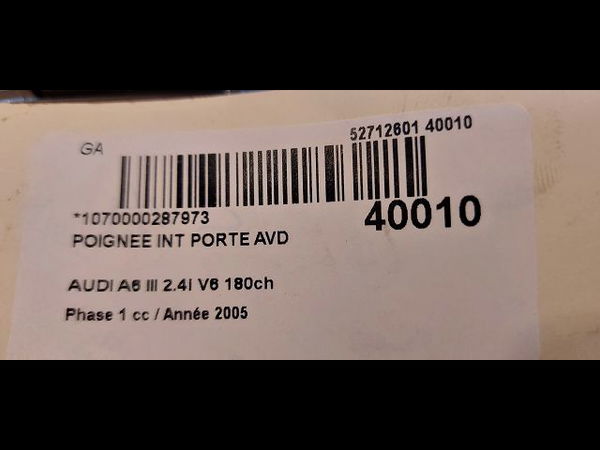 GA
52712601 40010
*1070000287973
40010
POIGNEE INT PORTE AVD
AUDI A6 III 2.4i V6 180ch
Phase 1 cc / Année 2005